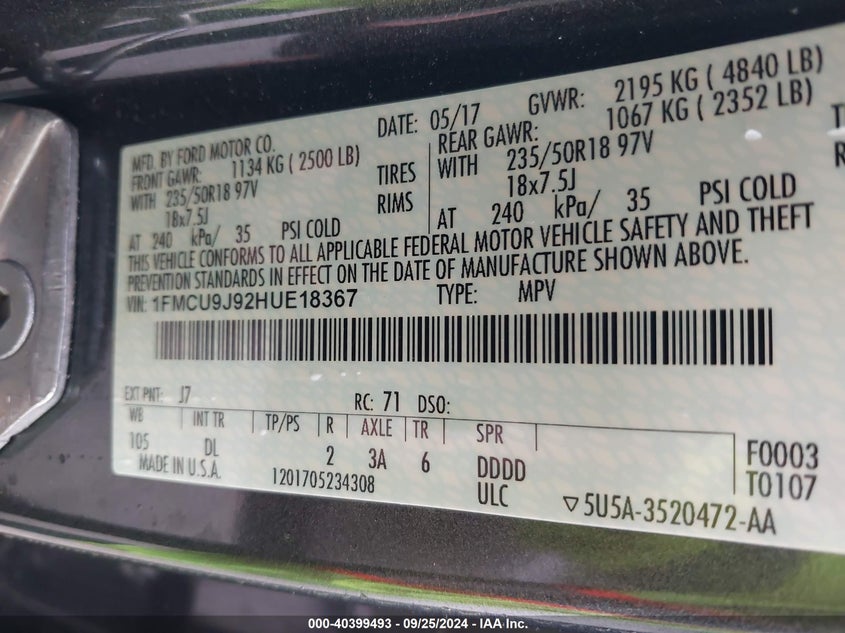 MFD. BY FORD MOTOR CO.
DATE: 05/17 GVWR: 2195 KG ( 4840 LB)
FRONT GAWR: 1134 KG ( 2500 LB) REAR GAWR: 1067 KG ( 2352 LB)
WITH 235/50R18 97V TIRES WITH 235/50R18 97V
18x7.5J RIMS 18x7.5J
AT 240 kPa/ 35 PSI COLD AT 240 kPa/ 35 PSI COLD
THIS VEHICLE CONFORMS TO ALL APPLICABLE FEDERAL MOTOR VEHICLE SAFETY AND THEFT
PREVENTION STANDARDS IN EFFECT ON THE DATE OF MANUFACTURE SHOWN ABOVE.
VIN: 1FMCU9J92HUE18367 TYPE: MPV
EXT PNT: J7 RC: 71 DSO:
WB INT TR TP/PS R AXLE TR SPR
105 DL 2 3A 6 DDDD
MADE IN U.S.A. 1201705234308 ULC
F0003
T0107
▽5U5A-3520472-AA
000-40399493 - 09/25/2024 - IAA Inc.